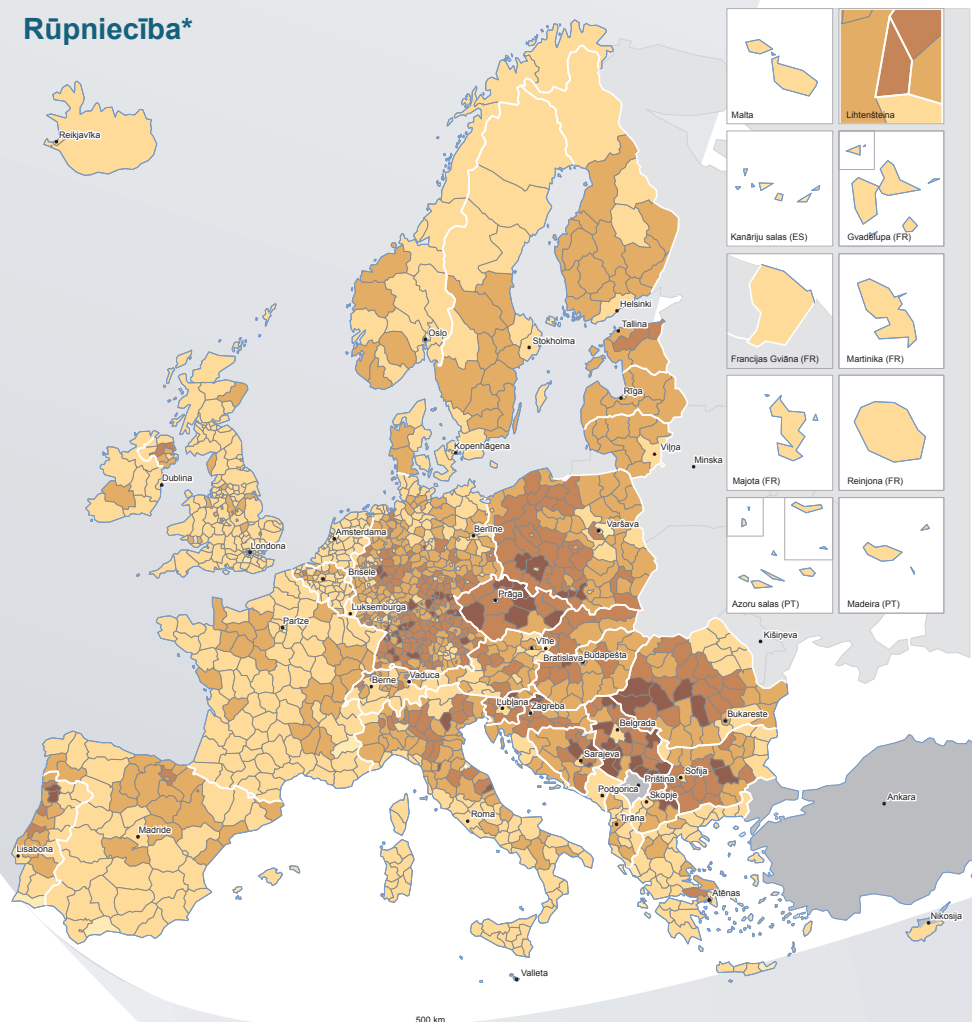 Rūpniecība*
Malta
Lihtenšteina
Reikjavīka
Kanāriju salas (ES)
Gvadelupa (FR)
Helsinki
Tallina
Oslo
Stokholma
Francijas Gviāna (FR)
Martinika (FR)
Rīga
Kopenhāgena
Viļņa
Minska
Majota (FR)
Reinjona (FR)
Dublina
Londona
Amsterdama
Berlīne
Varšava
Brisele
Prāga
Luksemburga
Azoru salas (PT)
Madeira (PT)
Parīze
Vīne
Kišiņeva
Bratislava
Budapešta
Berne
Vaduca
Ļubļana
Zagreba
Bukareste
Belgrada
Sarajeva
Priština
Sofija
Podgorica
Skopje
Ankara
Roma
Tirāna
Madride
Lisabona
Atēnas
Nikosija
Valleta
500 km